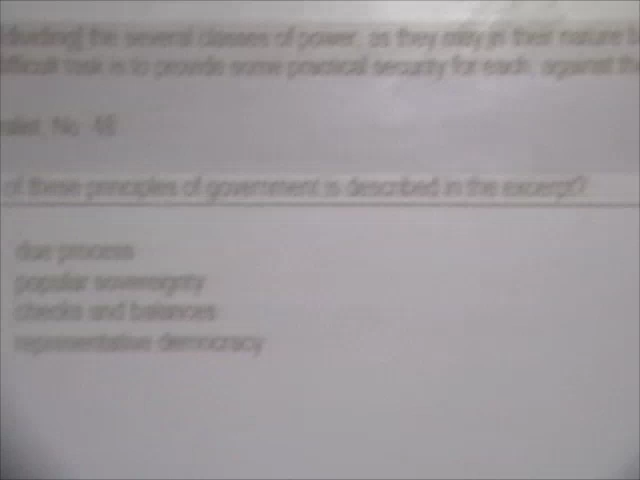 the several classes of power, as they may in their nature
difficult task is to provide some practical security for each, against
No. 48
of these principles of government is described in the excerpt?
due process
popular sovereignty
checks and balances
representative democracy